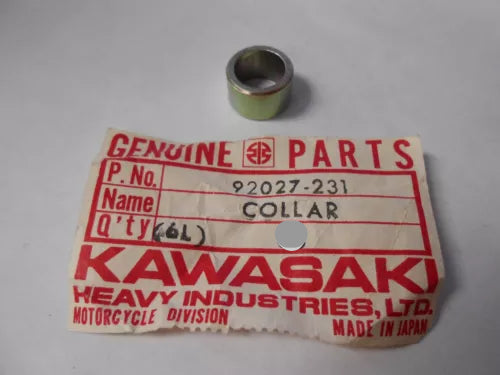 GENUINE PARTS
P. No. 92027-231
Name COLLAR
Q'ty (6L)
KAWASAKI
HEAVY INDUSTRIES, LTD.
MOTORCYCLE DIVISION MADE IN JAPAN